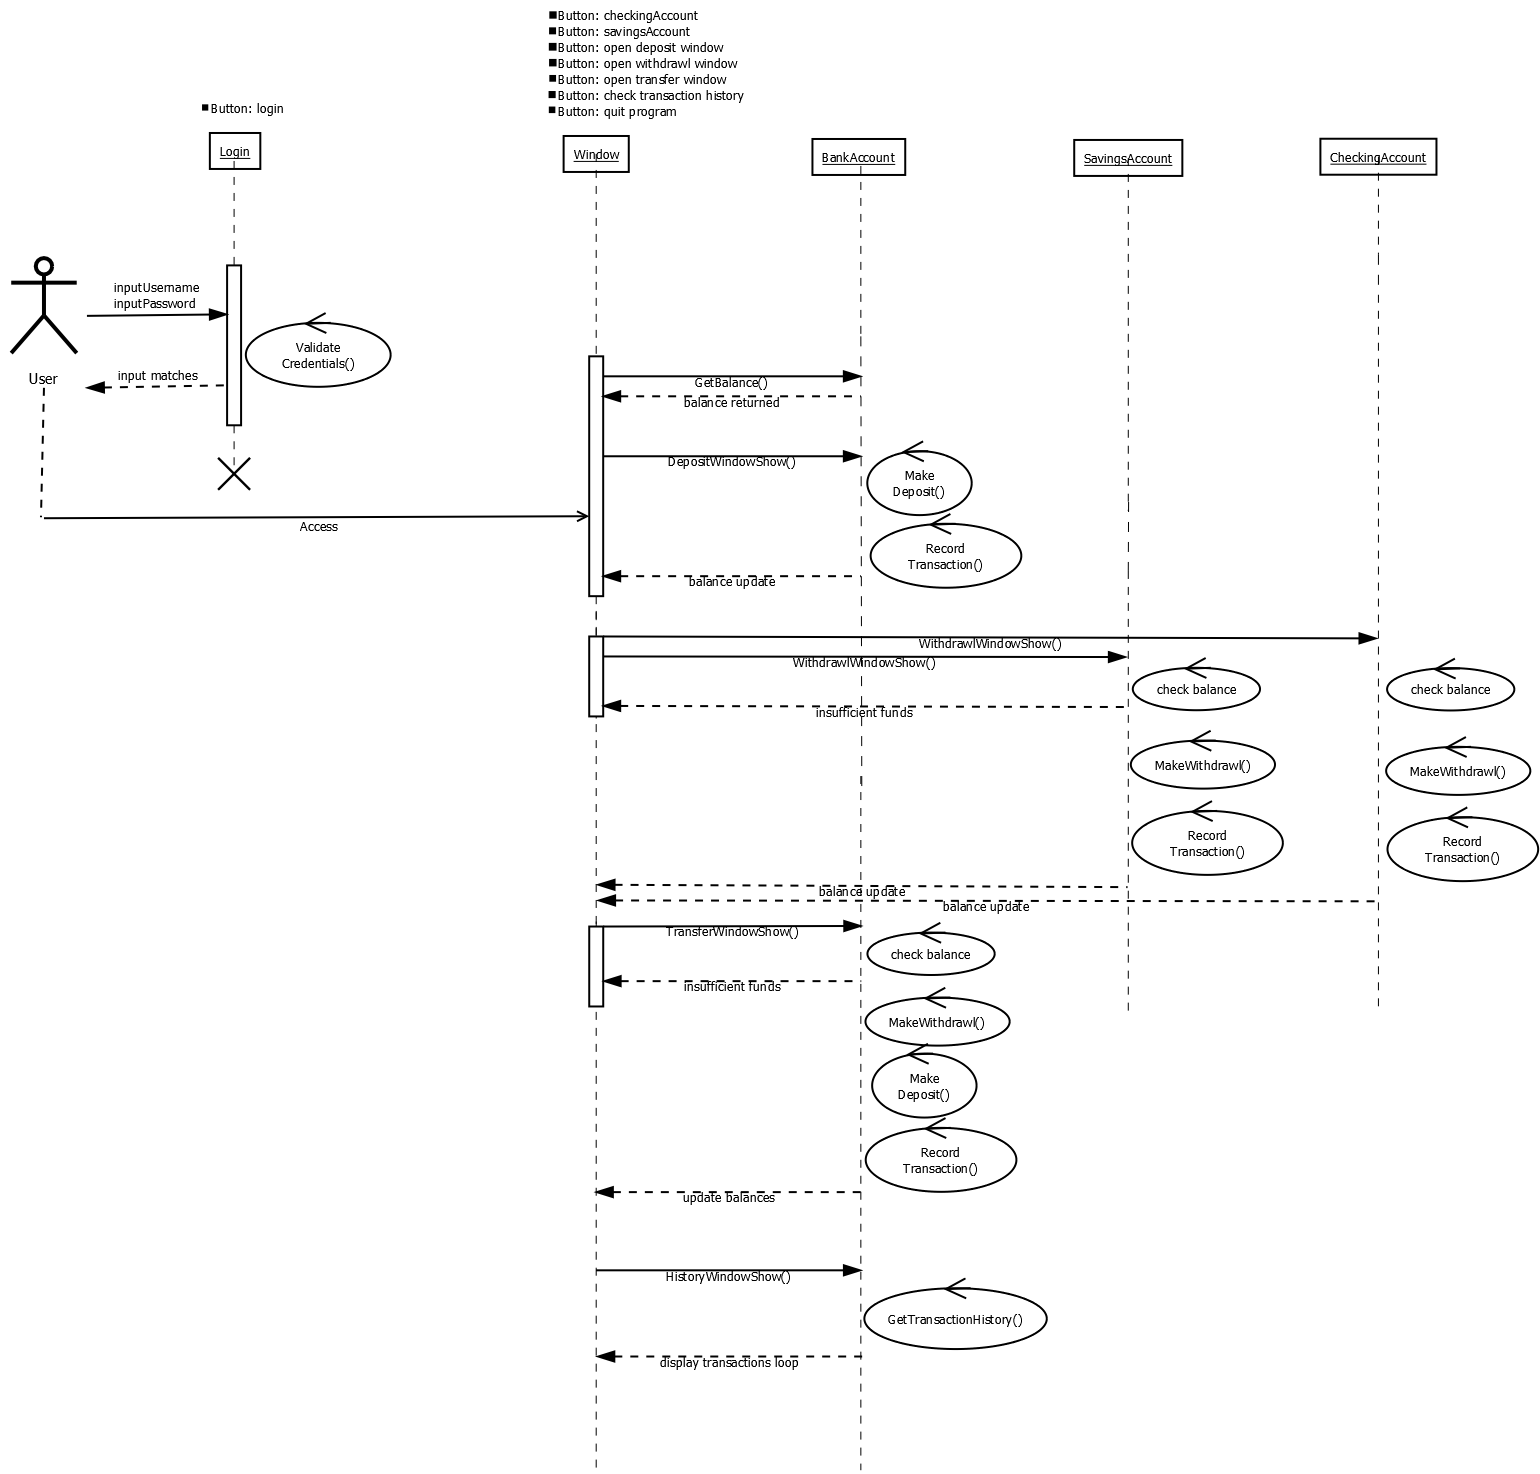 Button: checkingAccount
Button: savingsAccount
Button: open deposit window
Button: open withdrawl window
Button: open transfer window
Button: check transaction history
Button: quit program
Button: login
Login
Window
BankAccount
SavingsAccount
CheckingAccount
inputUsername
inputPassword
Validate
Credentials()
input matches
User
GetBalance()
balance returned
DepositWindowShow()
Make
Deposit()
Access
Record
Transaction()
balance update
WithdrawlWindowShow()
WithdrawlWindowShow()
check balance
check balance
insufficient funds
MakeWithdrawl()
MakeWithdrawl()
Record
Transaction()
Record
Transaction()
balance update
balance update
TransferWindowShow()
check balance
insufficient funds
MakeWithdrawl()
Make
Deposit()
Record
Transaction()
update balances
HistoryWindowShow()
GetTransactionHistory()
display transactions loop